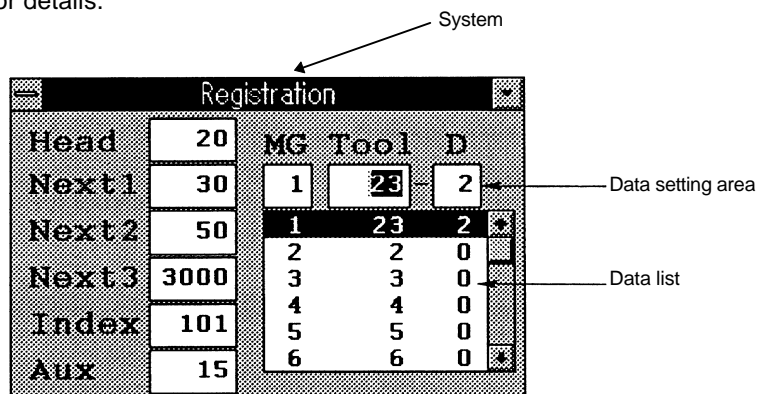 or details.
System
Registration
Head 20
Next1 30
Next2 50
Next3 3000
Index 101
Aux 15
MG Tool D
1 23 - 2
1 23 2
2 2 0
3 3 0
4 4 0
5 5 0
6 6 0
Data setting area
Data list